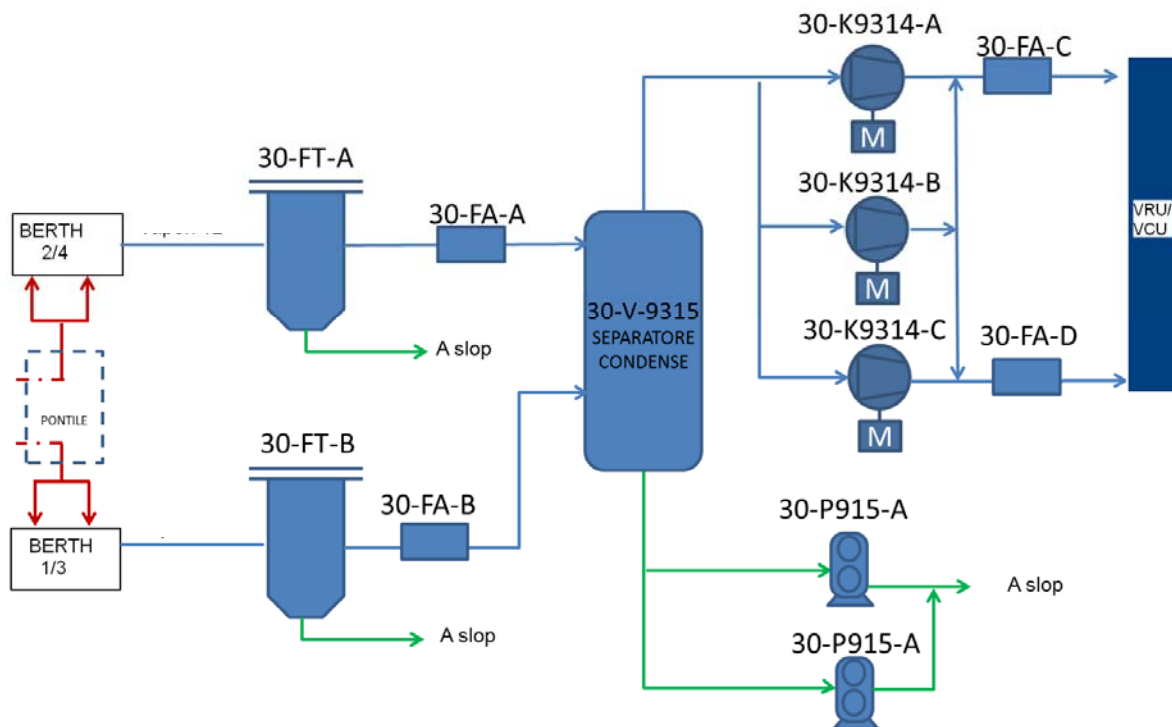 30-K9314-A
30-FA-C
M
30-FT-A
30-K9314-B
30-FA-A
VRU/
VCU
BERTH
2/4
M
30-V-9315
SEPARATORE
CONDENSE
30-K9314-C
30-FA-D
A slop
PONTILE
M
30-FT-B
30-FA-B
30-P915-A
BERTH
1/3
A slop
A slop
30-P915-A